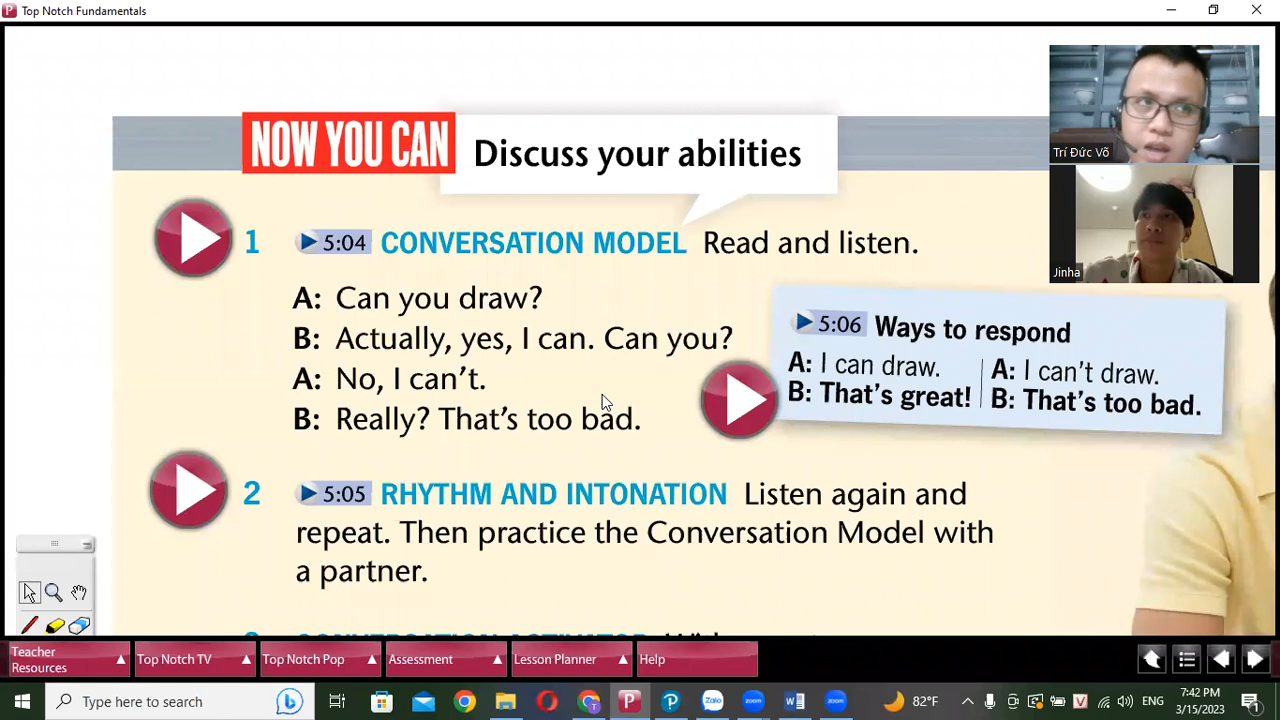 Top Notch Fundamentals
NOW YOU CAN
Discuss your abilities
Trí Đức Võ
Jinha
1 5:04 CONVERSATION MODEL Read and listen.
A: Can you draw?
B: Actually, yes, I can. Can you?
A: No, I can't.
B: Really? That's too bad.
5:06 Ways to respond
A: I can draw.
B: That's great!
A: I can't draw.
B: That's too bad.
2 5:05 RHYTHM AND INTONATION Listen again and
repeat. Then practice the Conversation Model with
a partner.
Teacher
Resources
Top Notch TV
Top Notch Pop
Assessment
Lesson Planner
Help
Type here to search
82°F
ENG
7:42 PM
3/15/2023